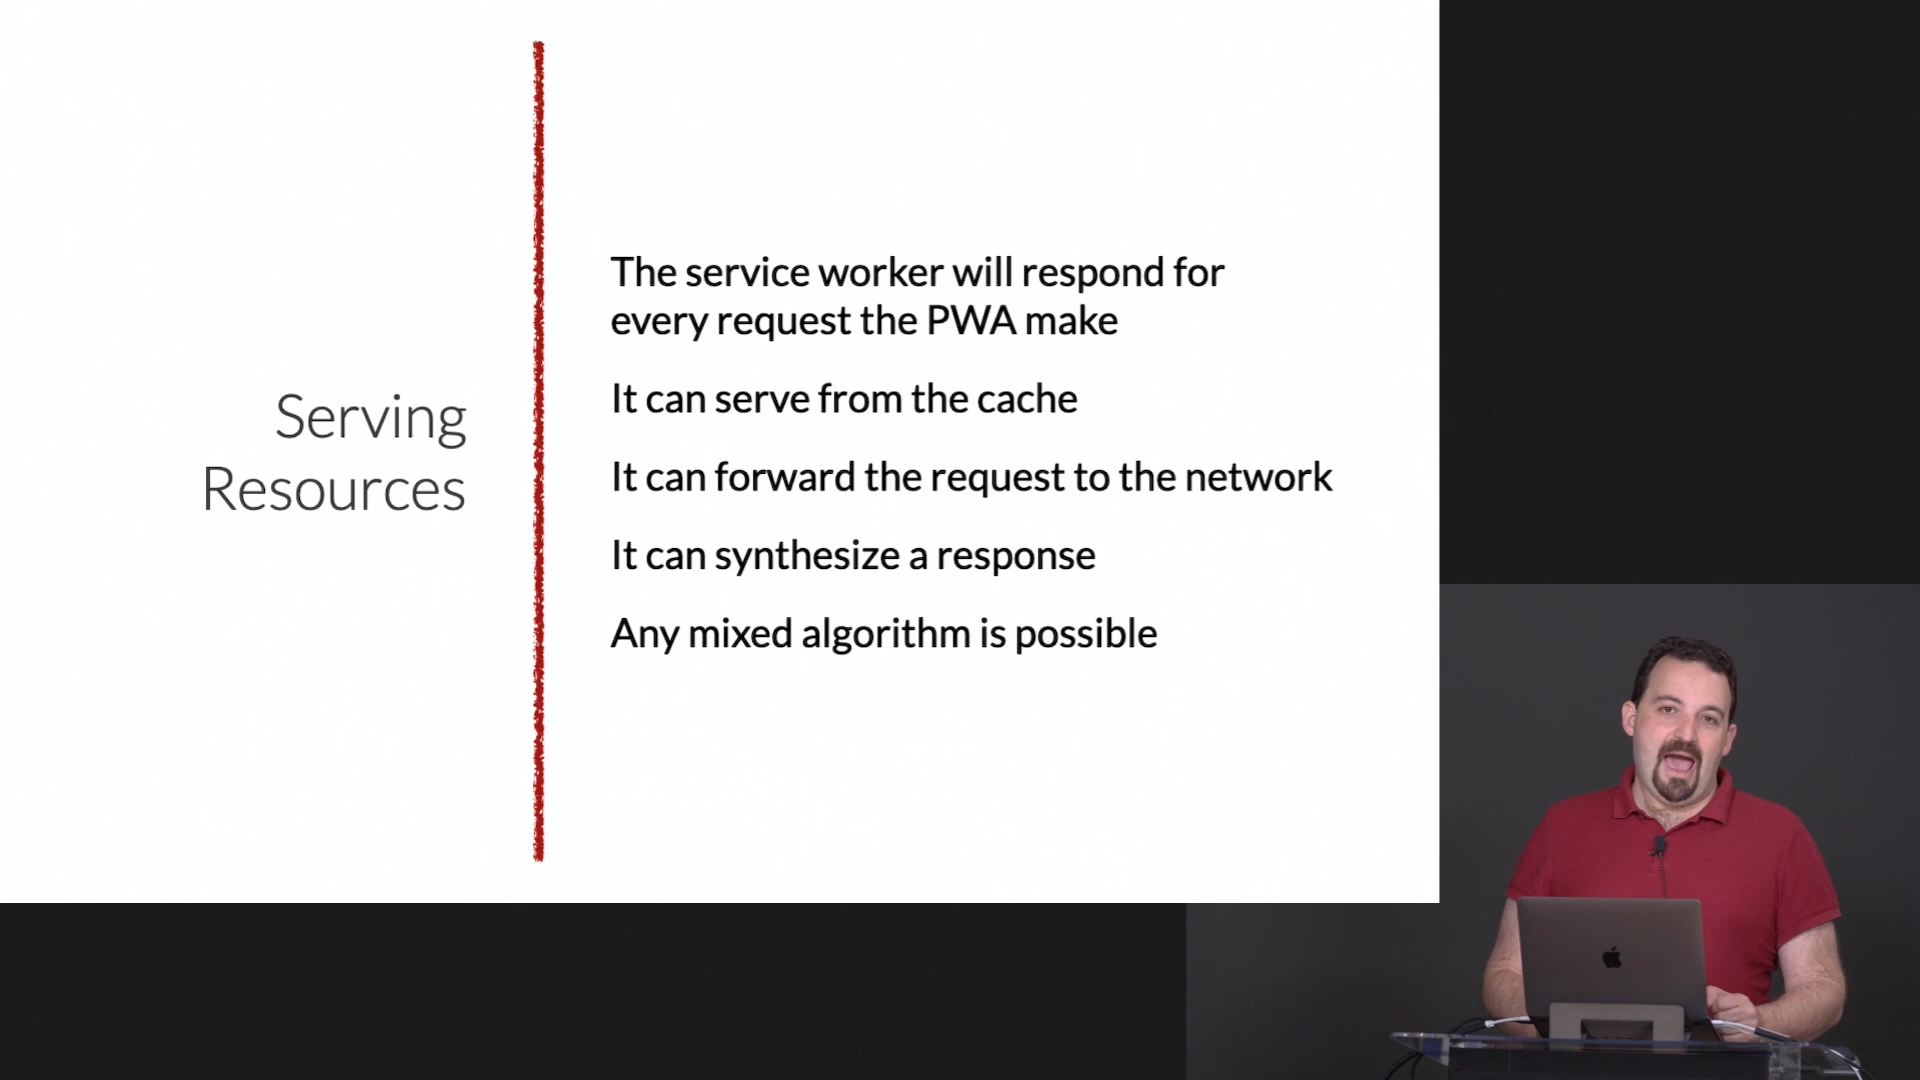 Serving
Resources
The service worker will respond for
every request the PWA make
It can serve from the cache
It can forward the request to the network
It can synthesize a response
Any mixed algorithm is possible